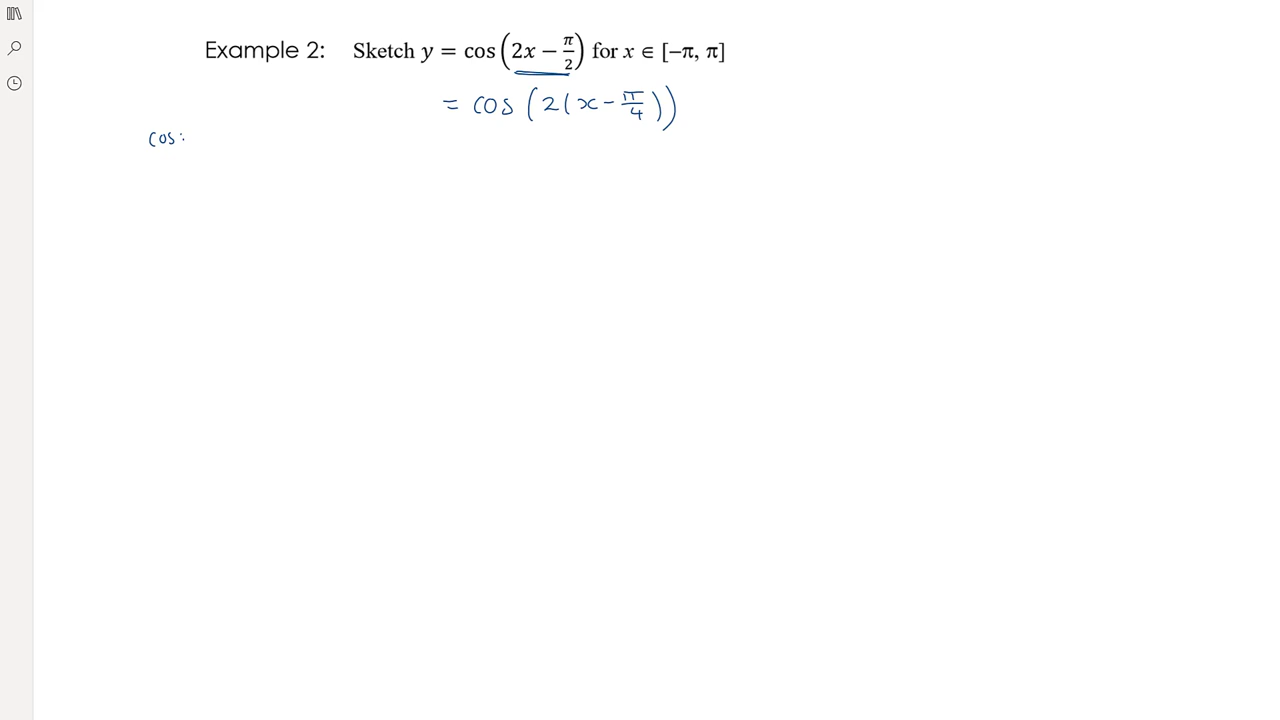 Example 2: Sketch y = cos(2x − π/2) for x ∈ [−π, π]
= cos (2(x − π/4))
cos: